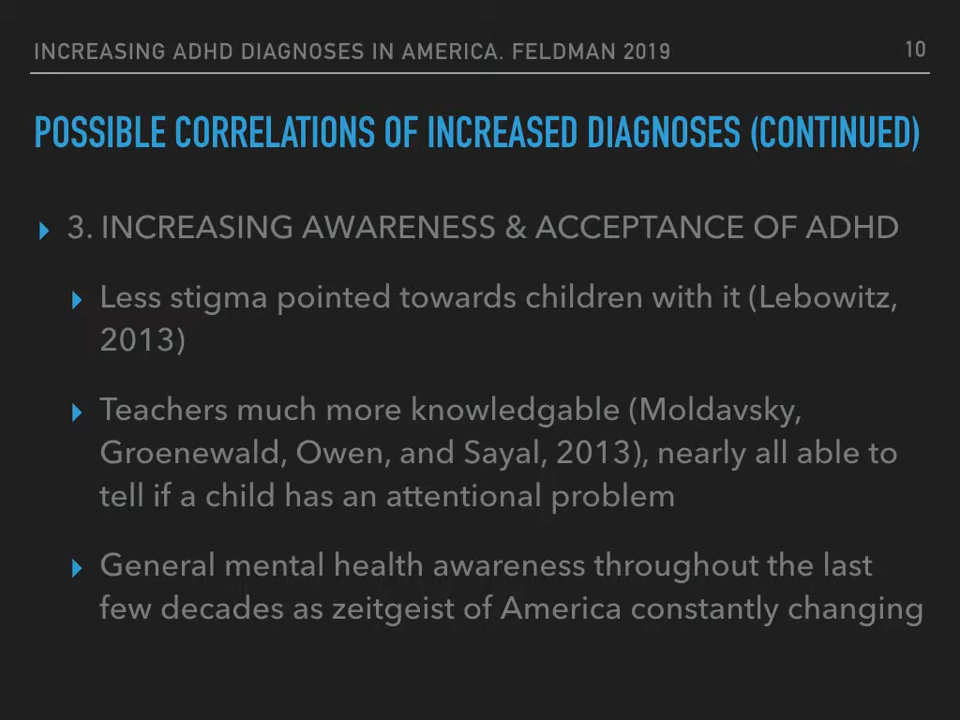 INCREASING ADHD DIAGNOSES IN AMERICA. FELDMAN 2019
10
POSSIBLE CORRELATIONS OF INCREASED DIAGNOSES (CONTINUED)
3. INCREASING AWARENESS & ACCEPTANCE OF ADHD
Less stigma pointed towards children with it (Lebowitz,
2013)
Teachers much more knowledgable (Moldavsky,
Groenewald, Owen, and Sayal, 2013), nearly all able to
tell if a child has an attentional problem
General mental health awareness throughout the last
few decades as zeitgeist of America constantly changing